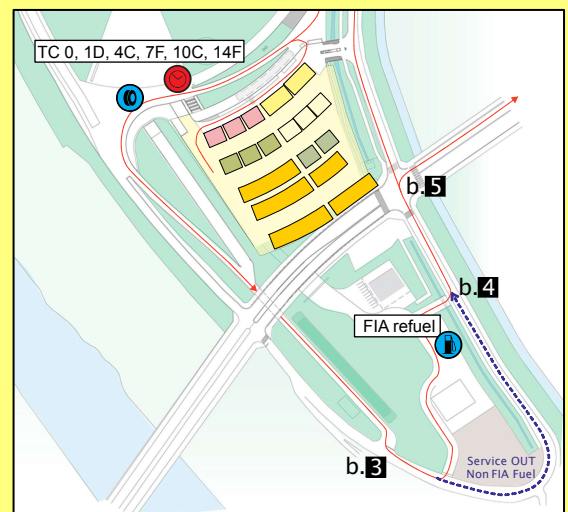 TC 0, 1D, 4C, 7F, 10C, 14F
b.5
b.4
FIA refuel
b.3
Service OUT
Non FIA Fuel